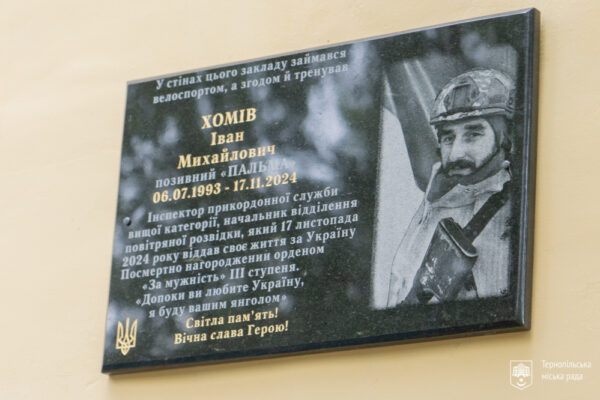 У стінах цього закладу займався
велоспортом, а згодом й тренував
ХОМІВ
Іван
Михайлович
позивний «ПАЛЬМА»
06.07.1993 - 17.11.2024
Інспектор прикордонної служби
вищої категорії, начальник відділення
повітряної розвідки, який 17 листопада
2024 року віддав своє життя за Україну
Посмертно нагороджений орденом
«За мужність» ІІІ ступеня.
«Допоки ви любите Україну,
я буду вашим янголом»
Світла пам'ять!
Вічна слава Герою!
Тернопільська
міська рада